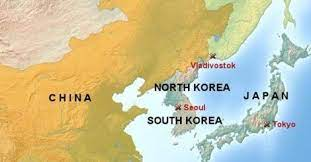 Vladivostok
NORTH KOREA
CHINA
JAPAN
Seoul
SOUTH KOREA
Tokyo